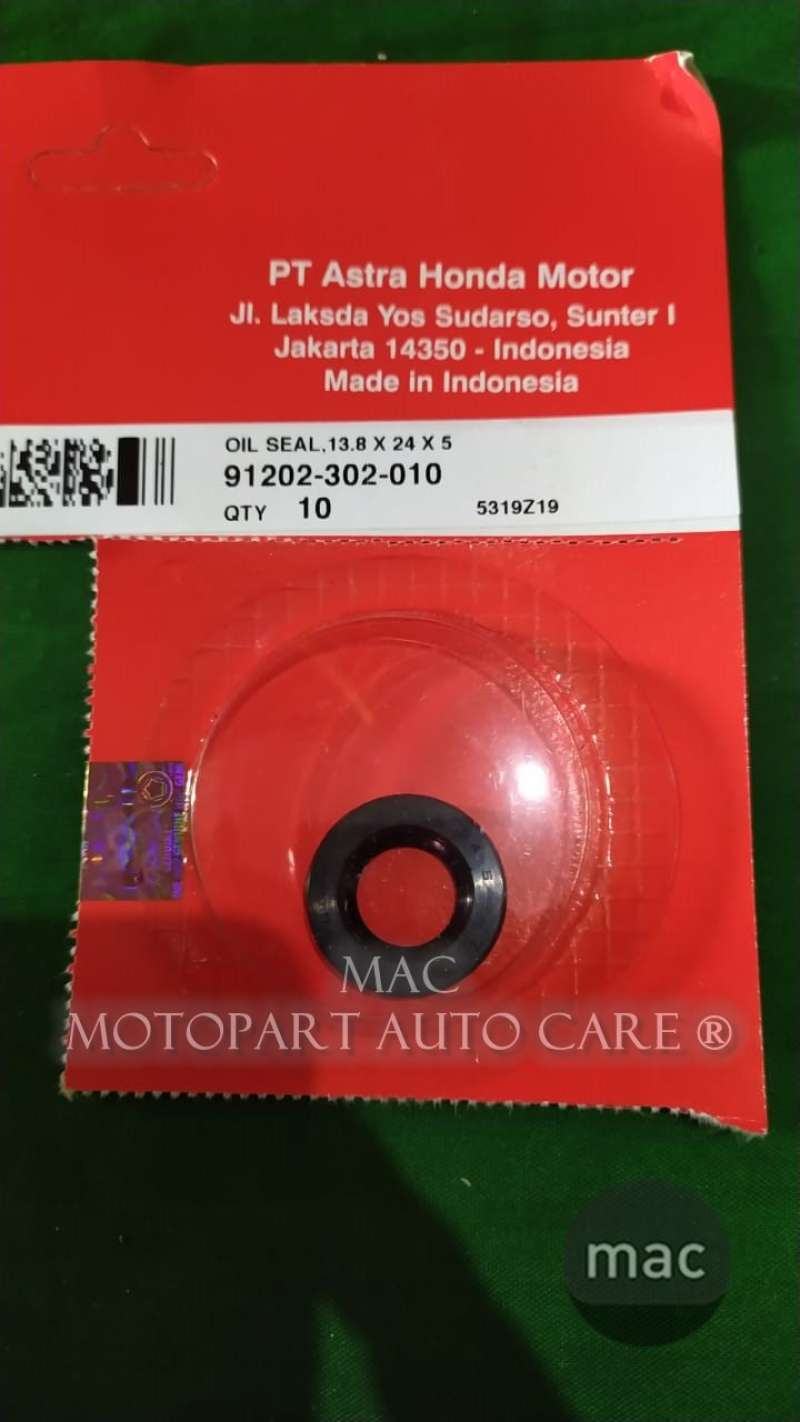 PT Astra Honda Motor
Jl. Laksda Yos Sudarso, Sunter I
Jakarta 14350 - Indonesia
Made in Indonesia
OIL SEAL,13.8 X 24 X 5
91202-302-010
QTY 10
5319Z19
5
MAC
MOTOPART AUTO CARE ®
mac